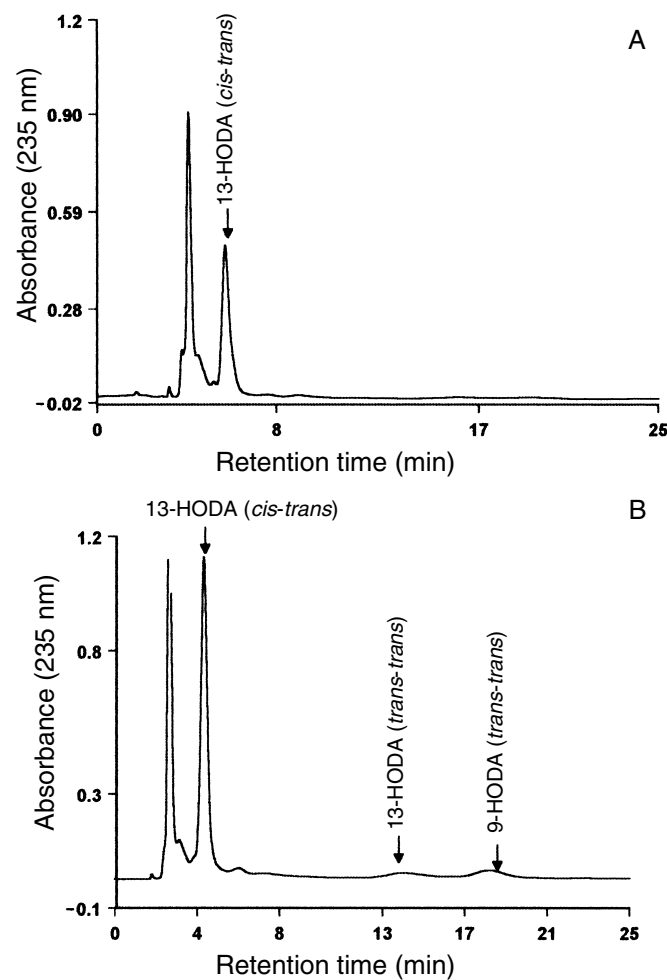 A
1.2
0.90
0.59
0.28
−0.02
Absorbance (235 nm)
13-HODA (cis-trans)
0
8
17
25
Retention time (min)
B
13-HODA (cis-trans)
1.2
0.8
0.3
−0.1
Absorbance (235 nm)
13-HODA (trans-trans)
9-HODA (trans-trans)
0
4
8
13
17
21
25
Retention time (min)